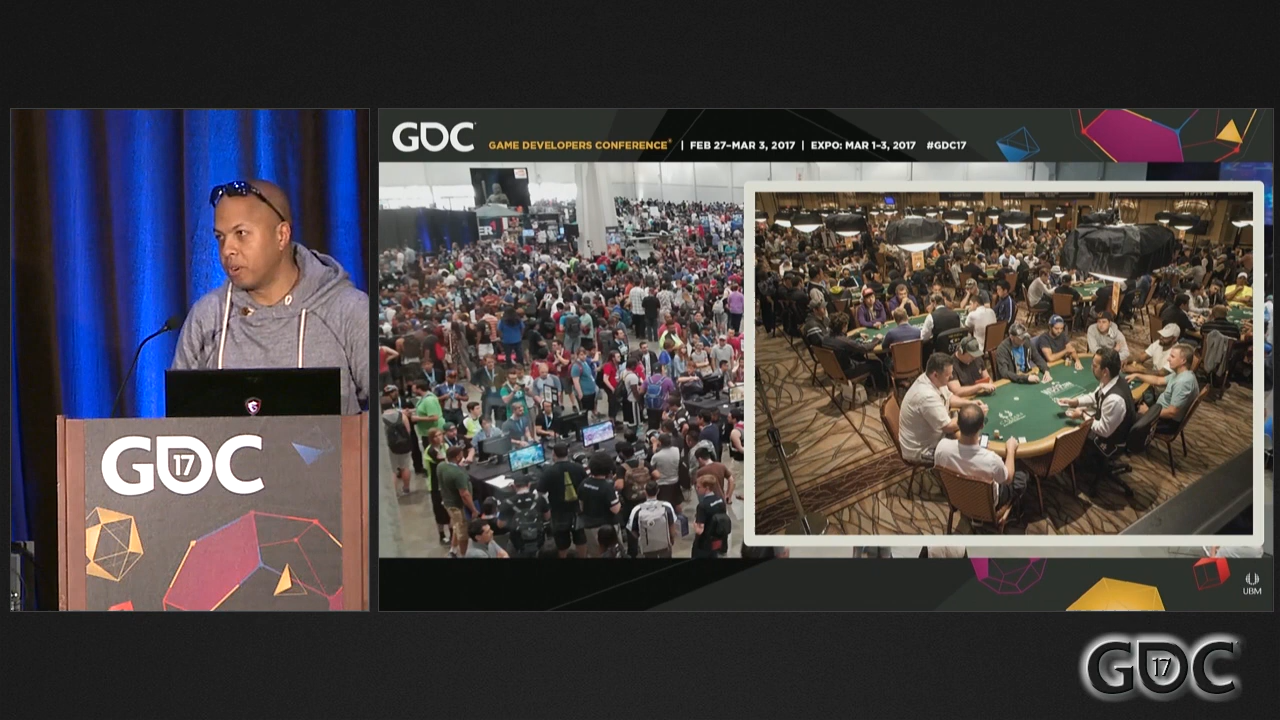 GDC
GAME DEVELOPERS CONFERENCE® | FEB 27–MAR 3, 2017 | EXPO: MAR 1-3, 2017 #GDC17
GDC
17
UBM
GDC
17